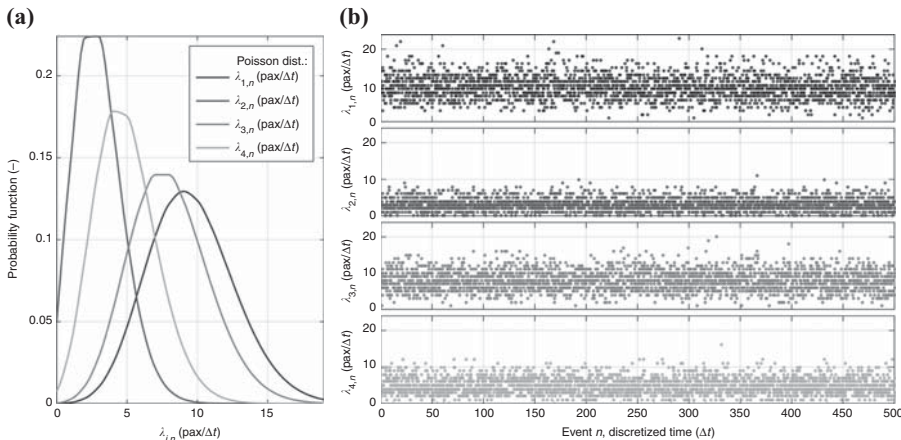 (a)
0.2
0.15
0.1
0.05
0
Probability function (–)
Poisson dist.:
λ1,n (pax/Δt)
λ2,n (pax/Δt)
λ3,n (pax/Δt)
λ4,n (pax/Δt)
0 5 10 15
λi,n (pax/Δt)
(b)
20
10
0
λ1,n (pax/Δt)
20
10
0
λ2,n (pax/Δt)
20
10
0
λ3,n (pax/Δt)
20
10
0
λ4,n (pax/Δt)
0 50 100 150 200 250 300 350 400 450 500
Event n, discretized time (Δt)